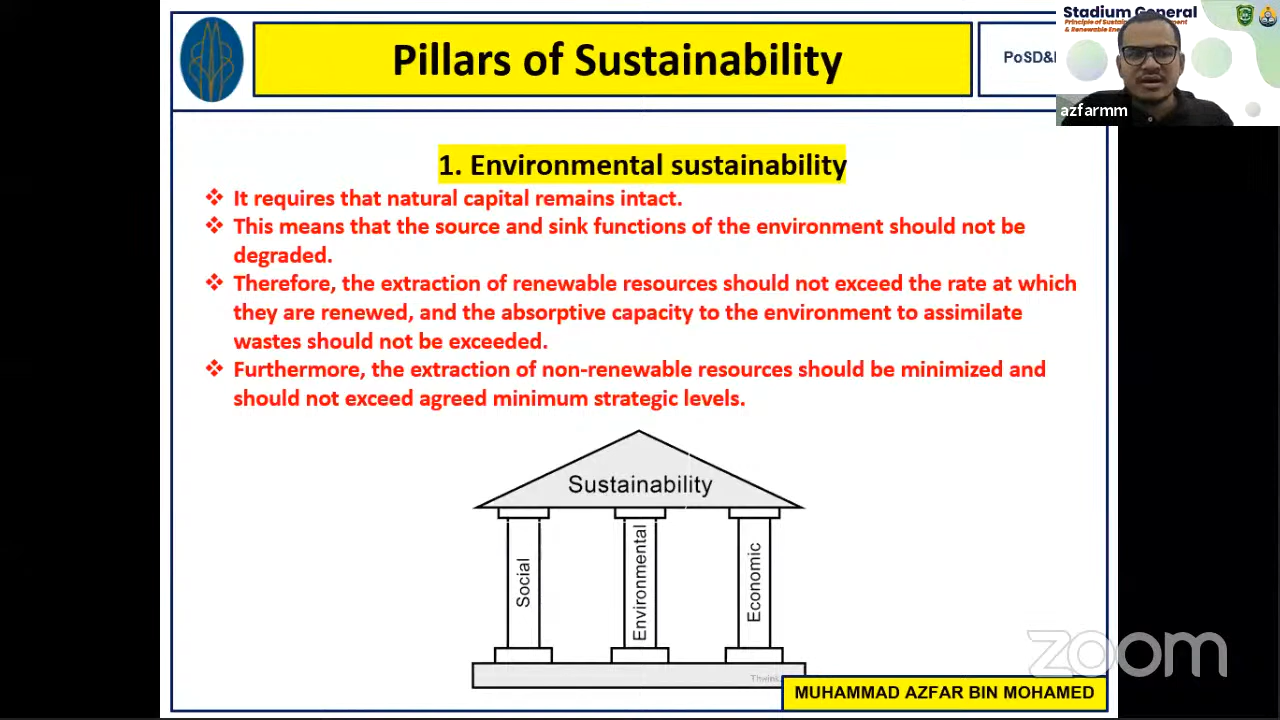 Pillars of Sustainability
PoSD&
Stadium General
Principle of
& Renewable
azfarmm
1. Environmental sustainability
❖ It requires that natural capital remains intact.
❖ This means that the source and sink functions of the environment should not be
degraded.
❖ Therefore, the extraction of renewable resources should not exceed the rate at which
they are renewed, and the absorptive capacity to the environment to assimilate
wastes should not be exceeded.
❖ Furthermore, the extraction of non-renewable resources should be minimized and
should not exceed agreed minimum strategic levels.
Sustainability
Social
Environmental
Economic
zoom
MUHAMMAD AZFAR BIN MOHAMED